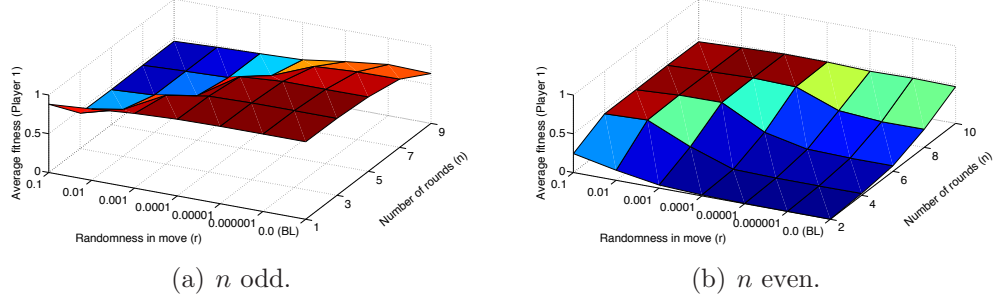 Average fitness (Player 1)
1
0.5
0
0.1
0.01
0.001
0.0001
0.00001
0.000001
0.0 (BL)
Randomness in move (r)
1
3
5
7
9
Number of rounds (n)
(a) n odd.
Average fitness (Player 1)
1
0.5
0
0.1
0.01
0.001
0.0001
0.00001
0.000001
0.0 (BL)
Randomness in move (r)
2
4
6
8
10
Number of rounds (n)
(b) n even.